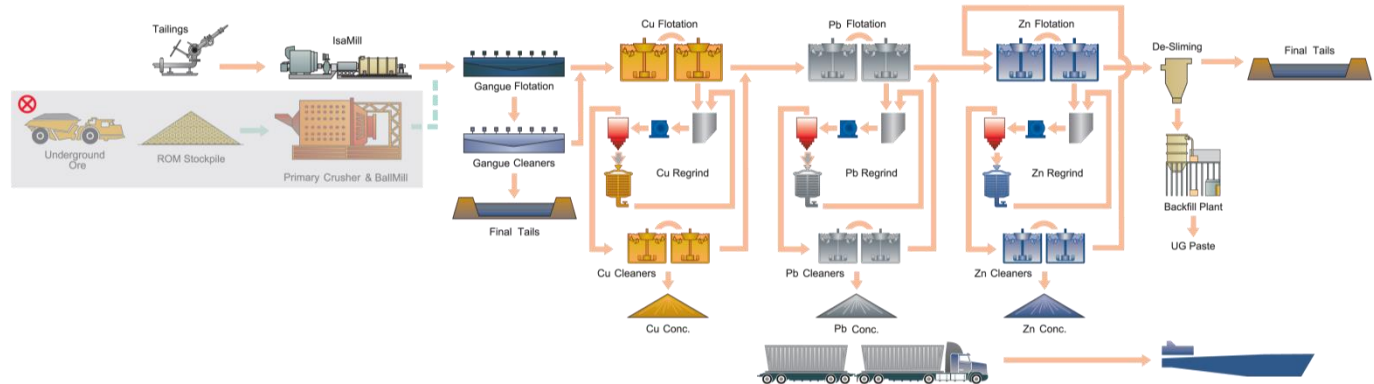 Tailings
IsaMill
Cu Flotation
Pb Flotation
Zn Flotation
De-Sliming
Final Tails
Gangue Flotation
Underground
Ore
ROM Stockpile
Primary Crusher & BallMill
Gangue Cleaners
Cu Regrind
Pb Regrind
Zn Regrind
Backfill Plant
Final Tails
UG Paste
Cu Cleaners
Pb Cleaners
Zn Cleaners
Cu Conc.
Pb Conc.
Zn Conc.